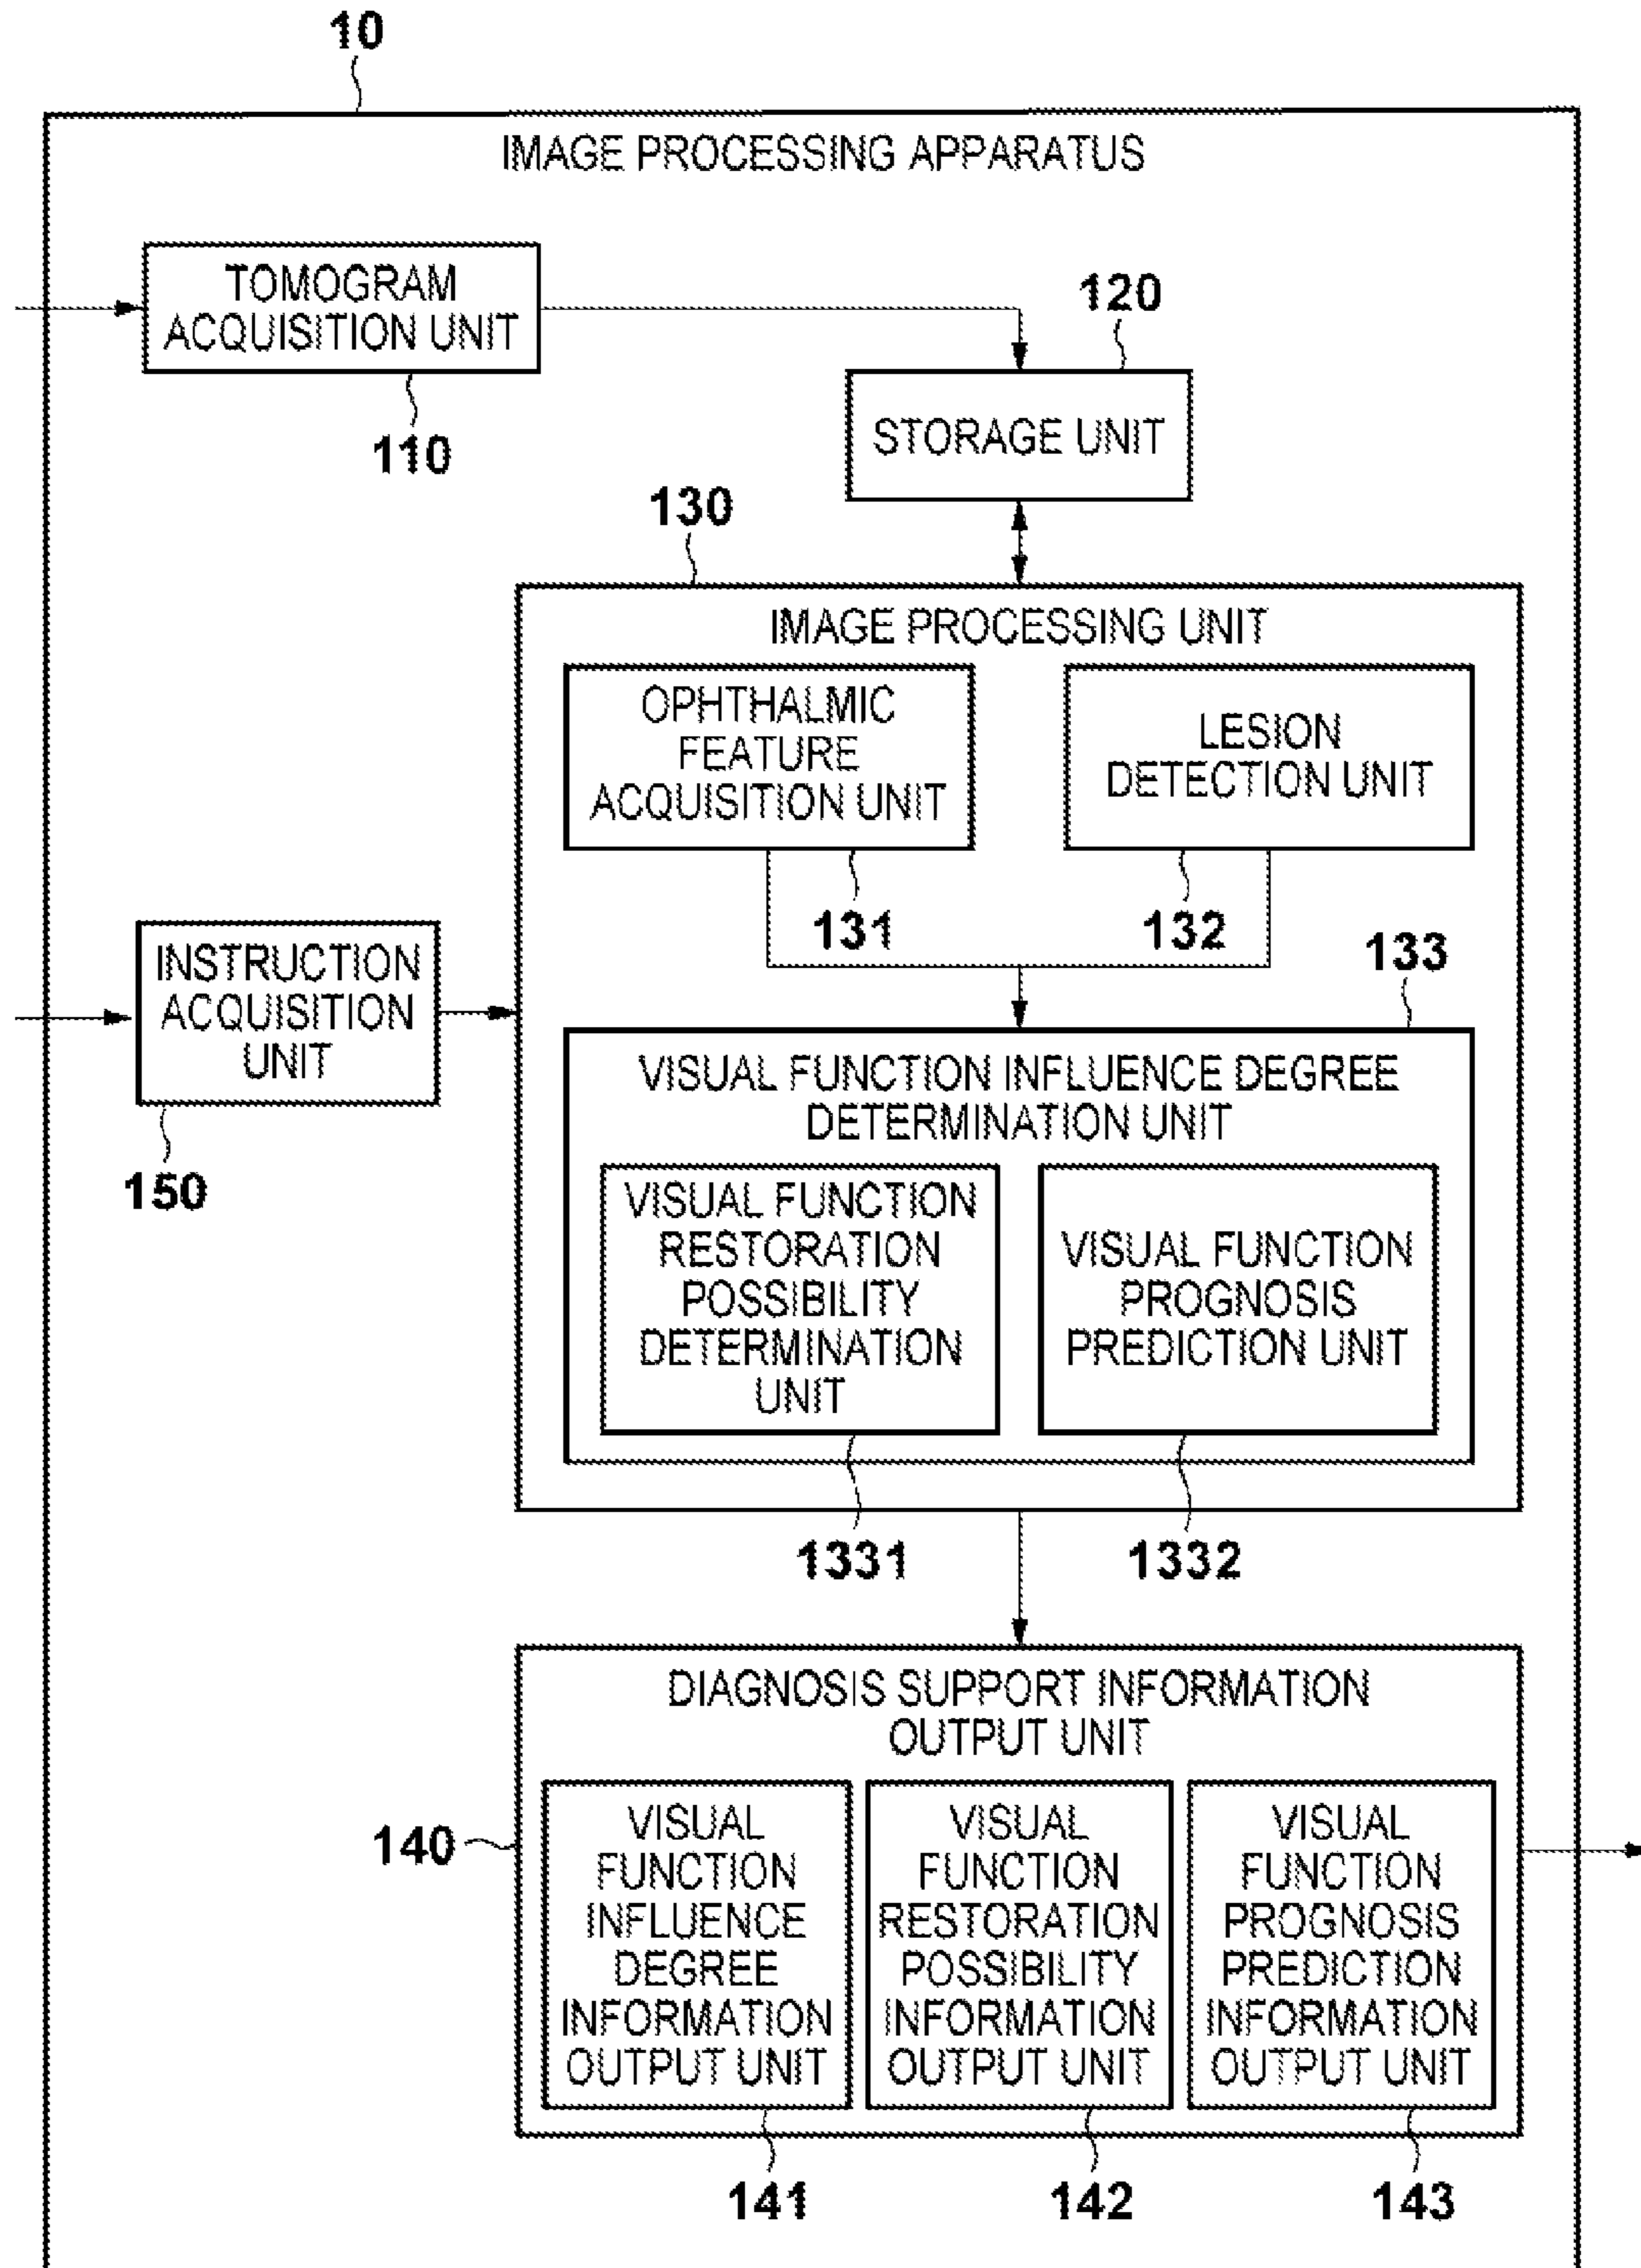 10
IMAGE PROCESSING APPARATUS
TOMOGRAM
ACQUISITION UNIT
110
120
STORAGE UNIT
130
IMAGE PROCESSING UNIT
OPHTHALMIC
FEATURE
ACQUISITION UNIT
131
LESION
DETECTION UNIT
132
133
INSTRUCTION
ACQUISITION
UNIT
150
VISUAL FUNCTION INFLUENCE DEGREE
DETERMINATION UNIT
VISUAL FUNCTION
RESTORATION
POSSIBILITY
DETERMINATION
UNIT
1331
VISUAL FUNCTION
PROGNOSIS
PREDICTION UNIT
1332
DIAGNOSIS SUPPORT INFORMATION
OUTPUT UNIT
140
VISUAL
FUNCTION
INFLUENCE
DEGREE
INFORMATION
OUTPUT UNIT
141
VISUAL
FUNCTION
RESTORATION
POSSIBILITY
INFORMATION
OUTPUT UNIT
142
VISUAL
FUNCTION
PROGNOSIS
PREDICTION
INFORMATION
OUTPUT UNIT
143